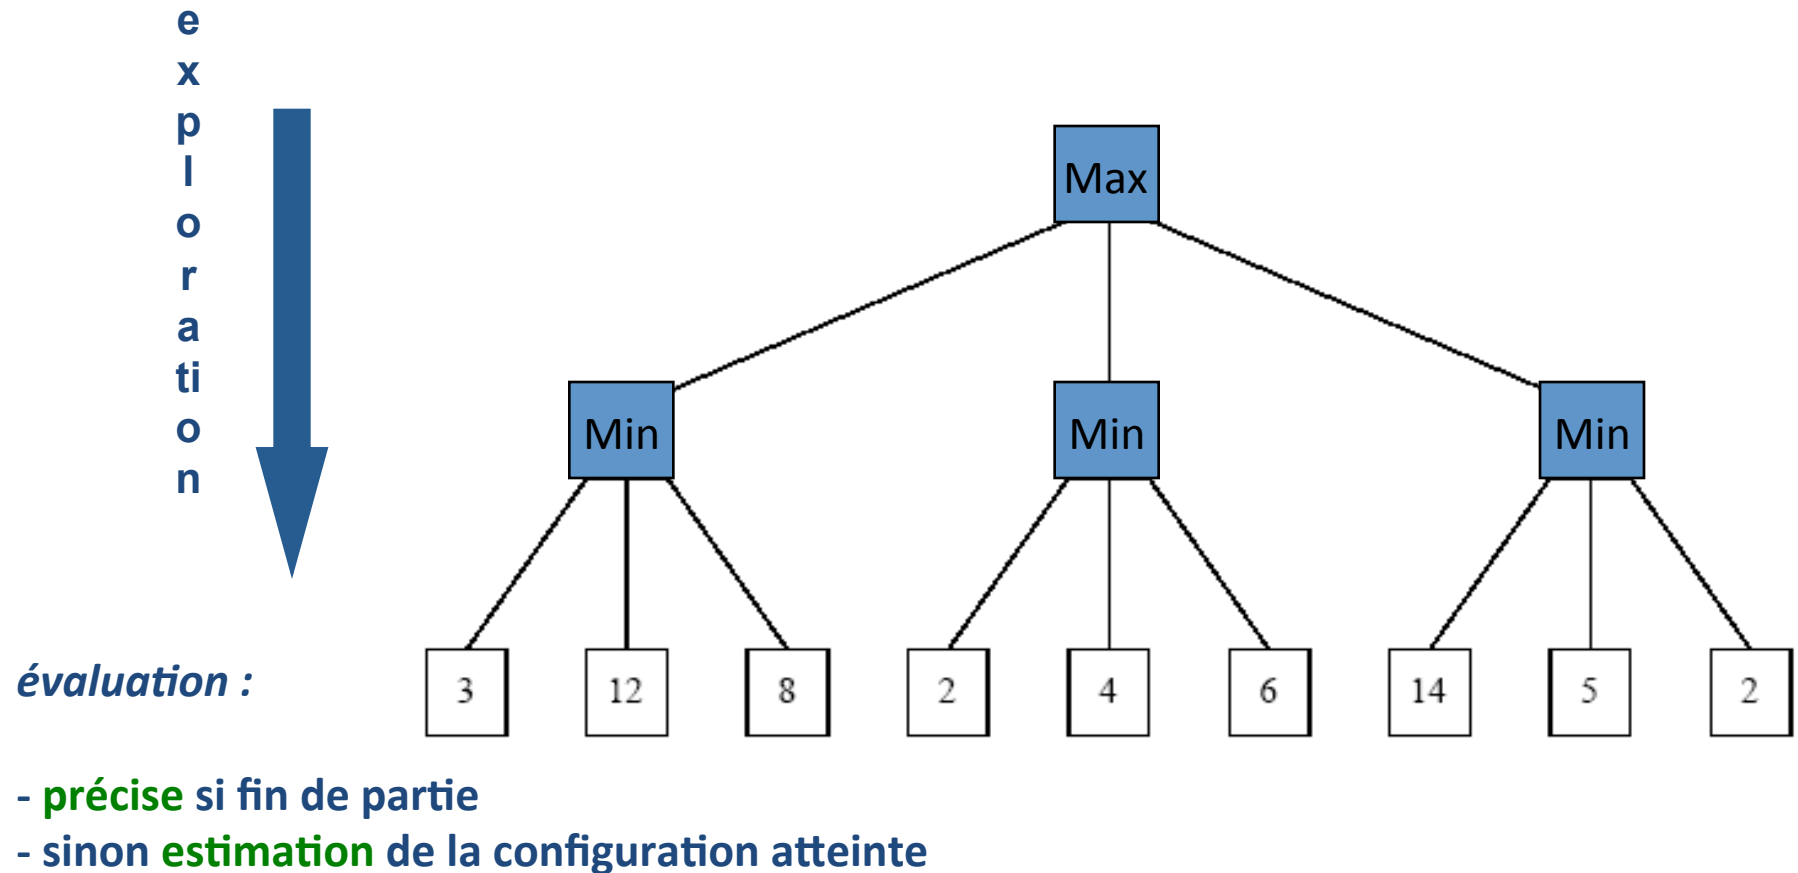 exploration
Max
Min Min Min
évaluation : 3 12 8 2 4 6 14 5 2
- précise si fin de partie
- sinon estimation de la configuration atteinte